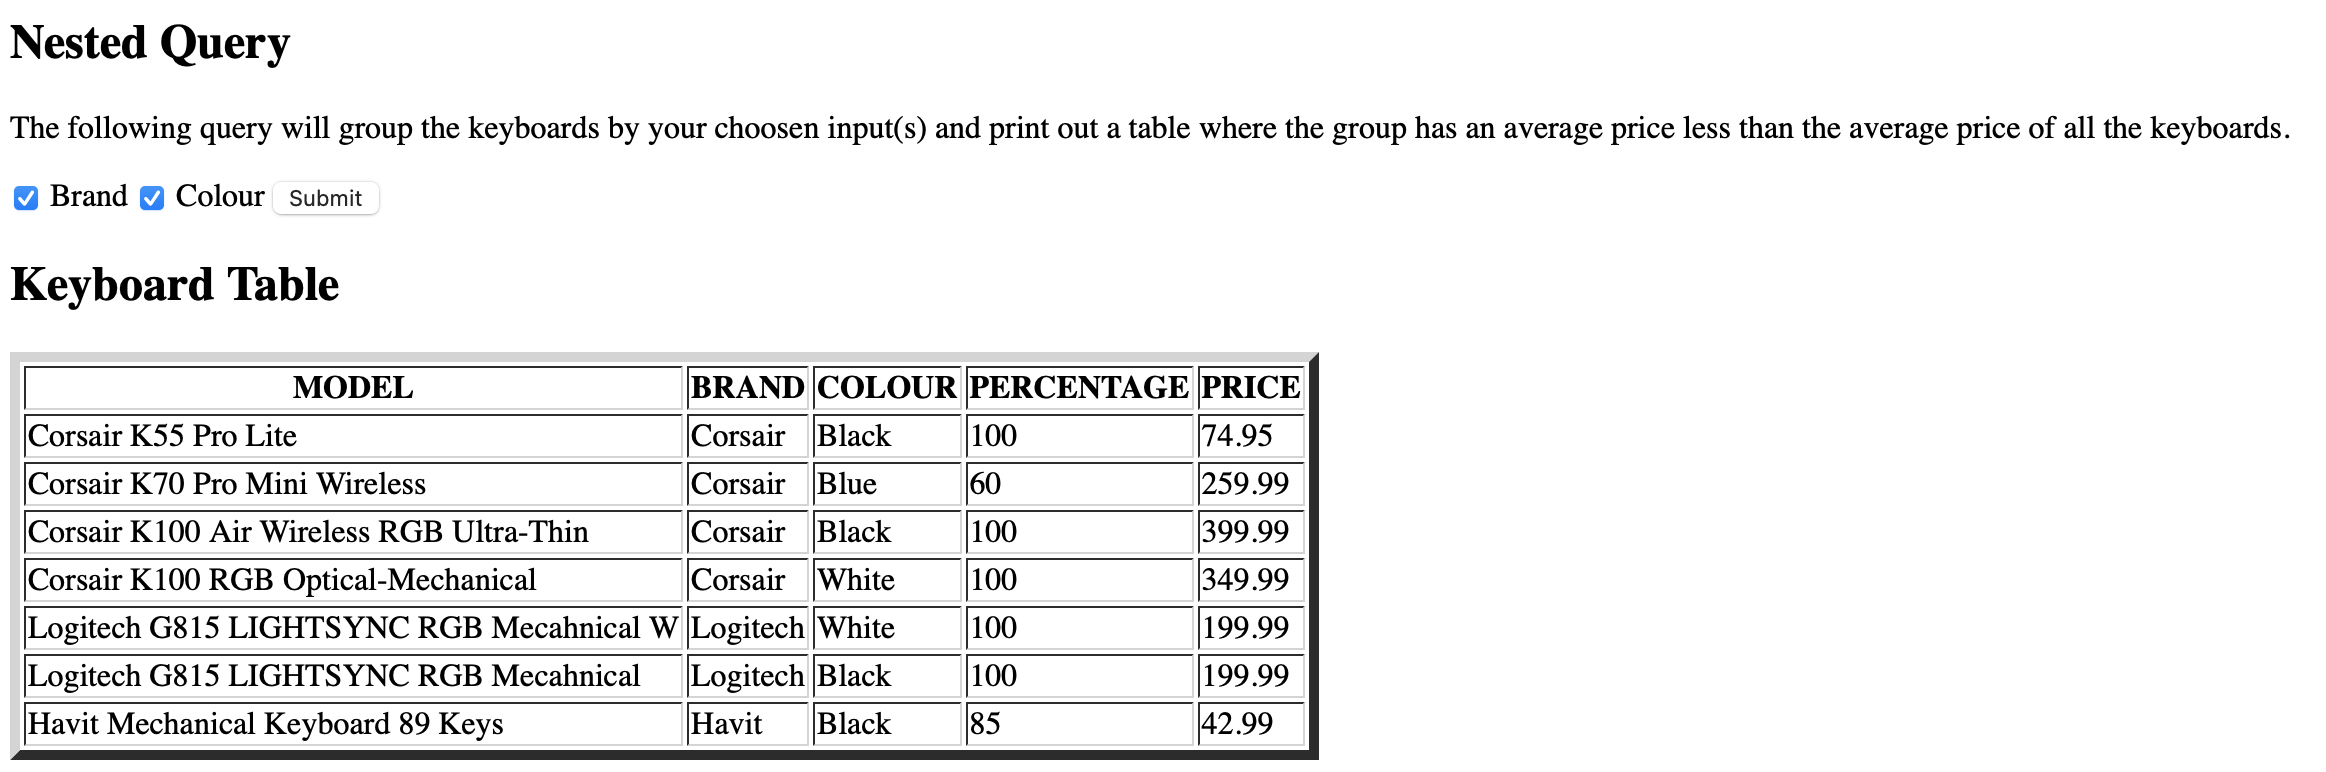 Nested Query
The following query will group the keyboards by your choosen input(s) and print out a table where the group has an average price less than the average price of all the keyboards.
Brand Colour Submit
Keyboard Table
MODEL BRAND COLOUR PERCENTAGE PRICE
Corsair K55 Pro Lite Corsair Black 100 74.95
Corsair K70 Pro Mini Wireless Corsair Blue 60 259.99
Corsair K100 Air Wireless RGB Ultra-Thin Corsair Black 100 399.99
Corsair K100 RGB Optical-Mechanical Corsair White 100 349.99
Logitech G815 LIGHTSYNC RGB Mecahnical W Logitech White 100 199.99
Logitech G815 LIGHTSYNC RGB Mecahnical Logitech Black 100 199.99
Havit Mechanical Keyboard 89 Keys Havit Black 85 42.99